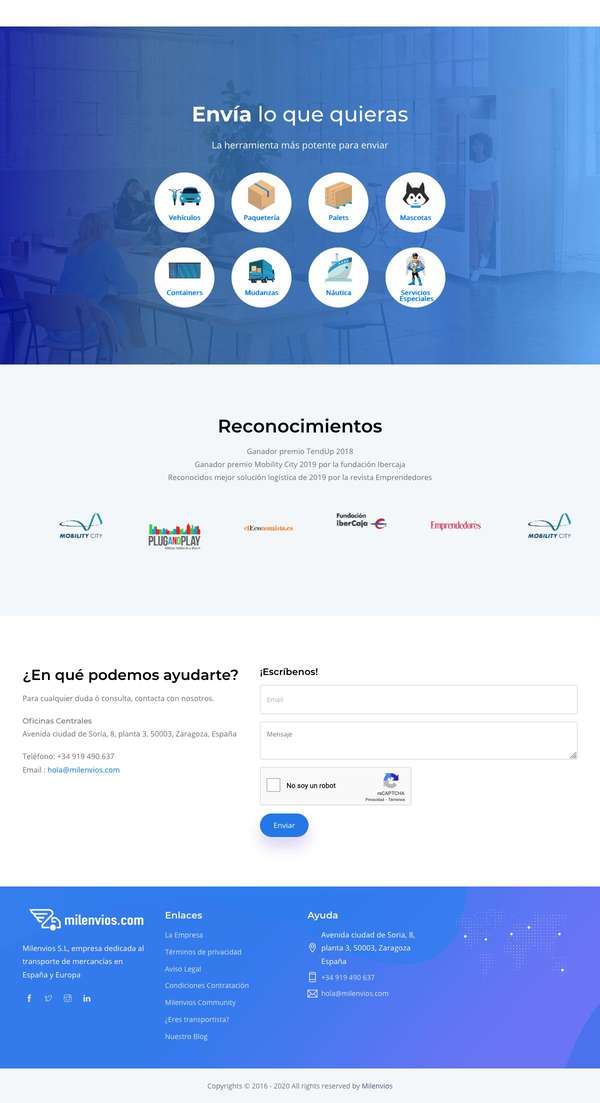 Envía lo que quieras
La herramienta más potente para enviar
Vehículos
Paquetería
Palets
Mascotas
Containers
Mudanzas
Náutica
Servicios
Especiales
Reconocimientos
Ganador premio TendUp 2018
Ganador premio Mobility City 2019 por la fundación Ibercaja
Reconocidos mejor solución logística de 2019 por la revista Emprendedores
MOBILITY CITY
PLUGANDPLAY
elEconomista.es
Fundación
iberCaja
Emprendedores
MOBILITY CITY
¿En qué podemos ayudarte?
Para cualquier duda ó consulta, contacta con nosotros.
Oficinas Centrales
Avenida ciudad de Soria, 8, planta 3, 50003, Zaragoza, España
Teléfono: +34 919 490 637
Email : hola@milenvios.com
¡Escríbenos!
Email
Mensaje
No soy un robot
reCAPTCHA
Privacidad - Términos
Enviar
milenvios.com
Milenvios S.L, empresa dedicada al
transporte de mercancías en
España y Europa
Enlaces
La Empresa
Términos de privacidad
Aviso Legal
Condiciones Contratación
Milenvios Community
¿Eres transportista?
Nuestro Blog
Ayuda
Avenida ciudad de Soria, 8,
planta 3, 50003, Zaragoza
España
+34 919 490 637
hola@milenvios.com
Copyrights © 2016 - 2020 All rights reserved by Milenvios